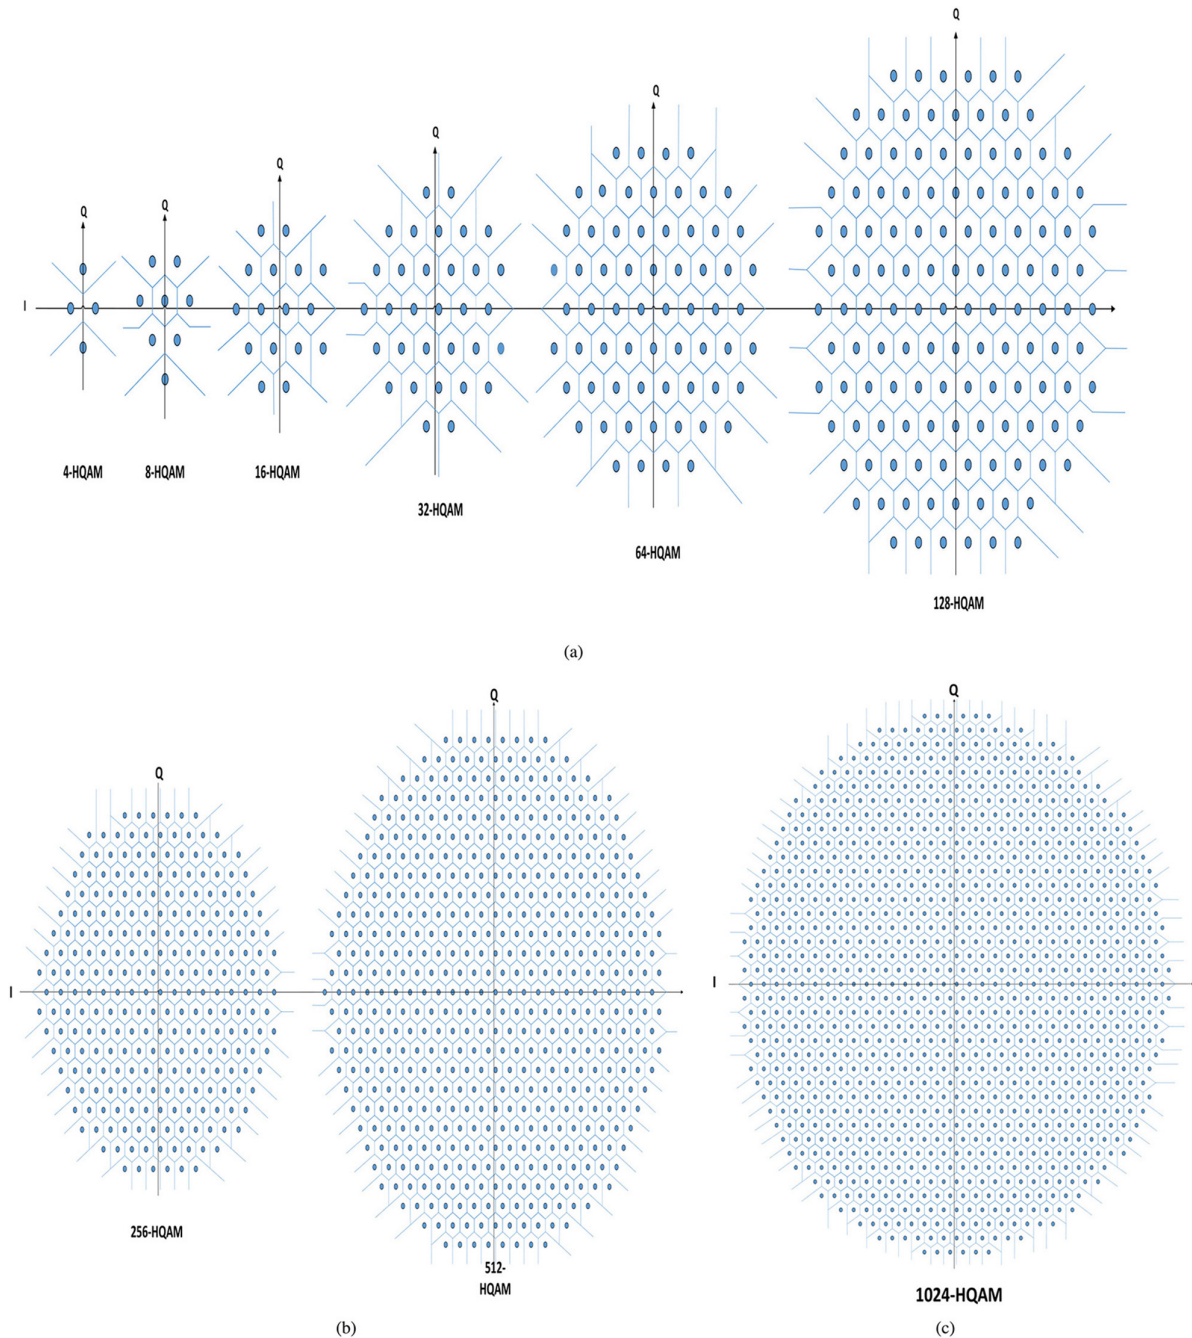 Q
Q
Q
Q
Q
Q
I
4-HQAM
8-HQAM
16-HQAM
32-HQAM
64-HQAM
128-HQAM
(a)
Q
Q
Q
I
I
256-HQAM
512-
HQAM
1024-HQAM
(b)
(c)